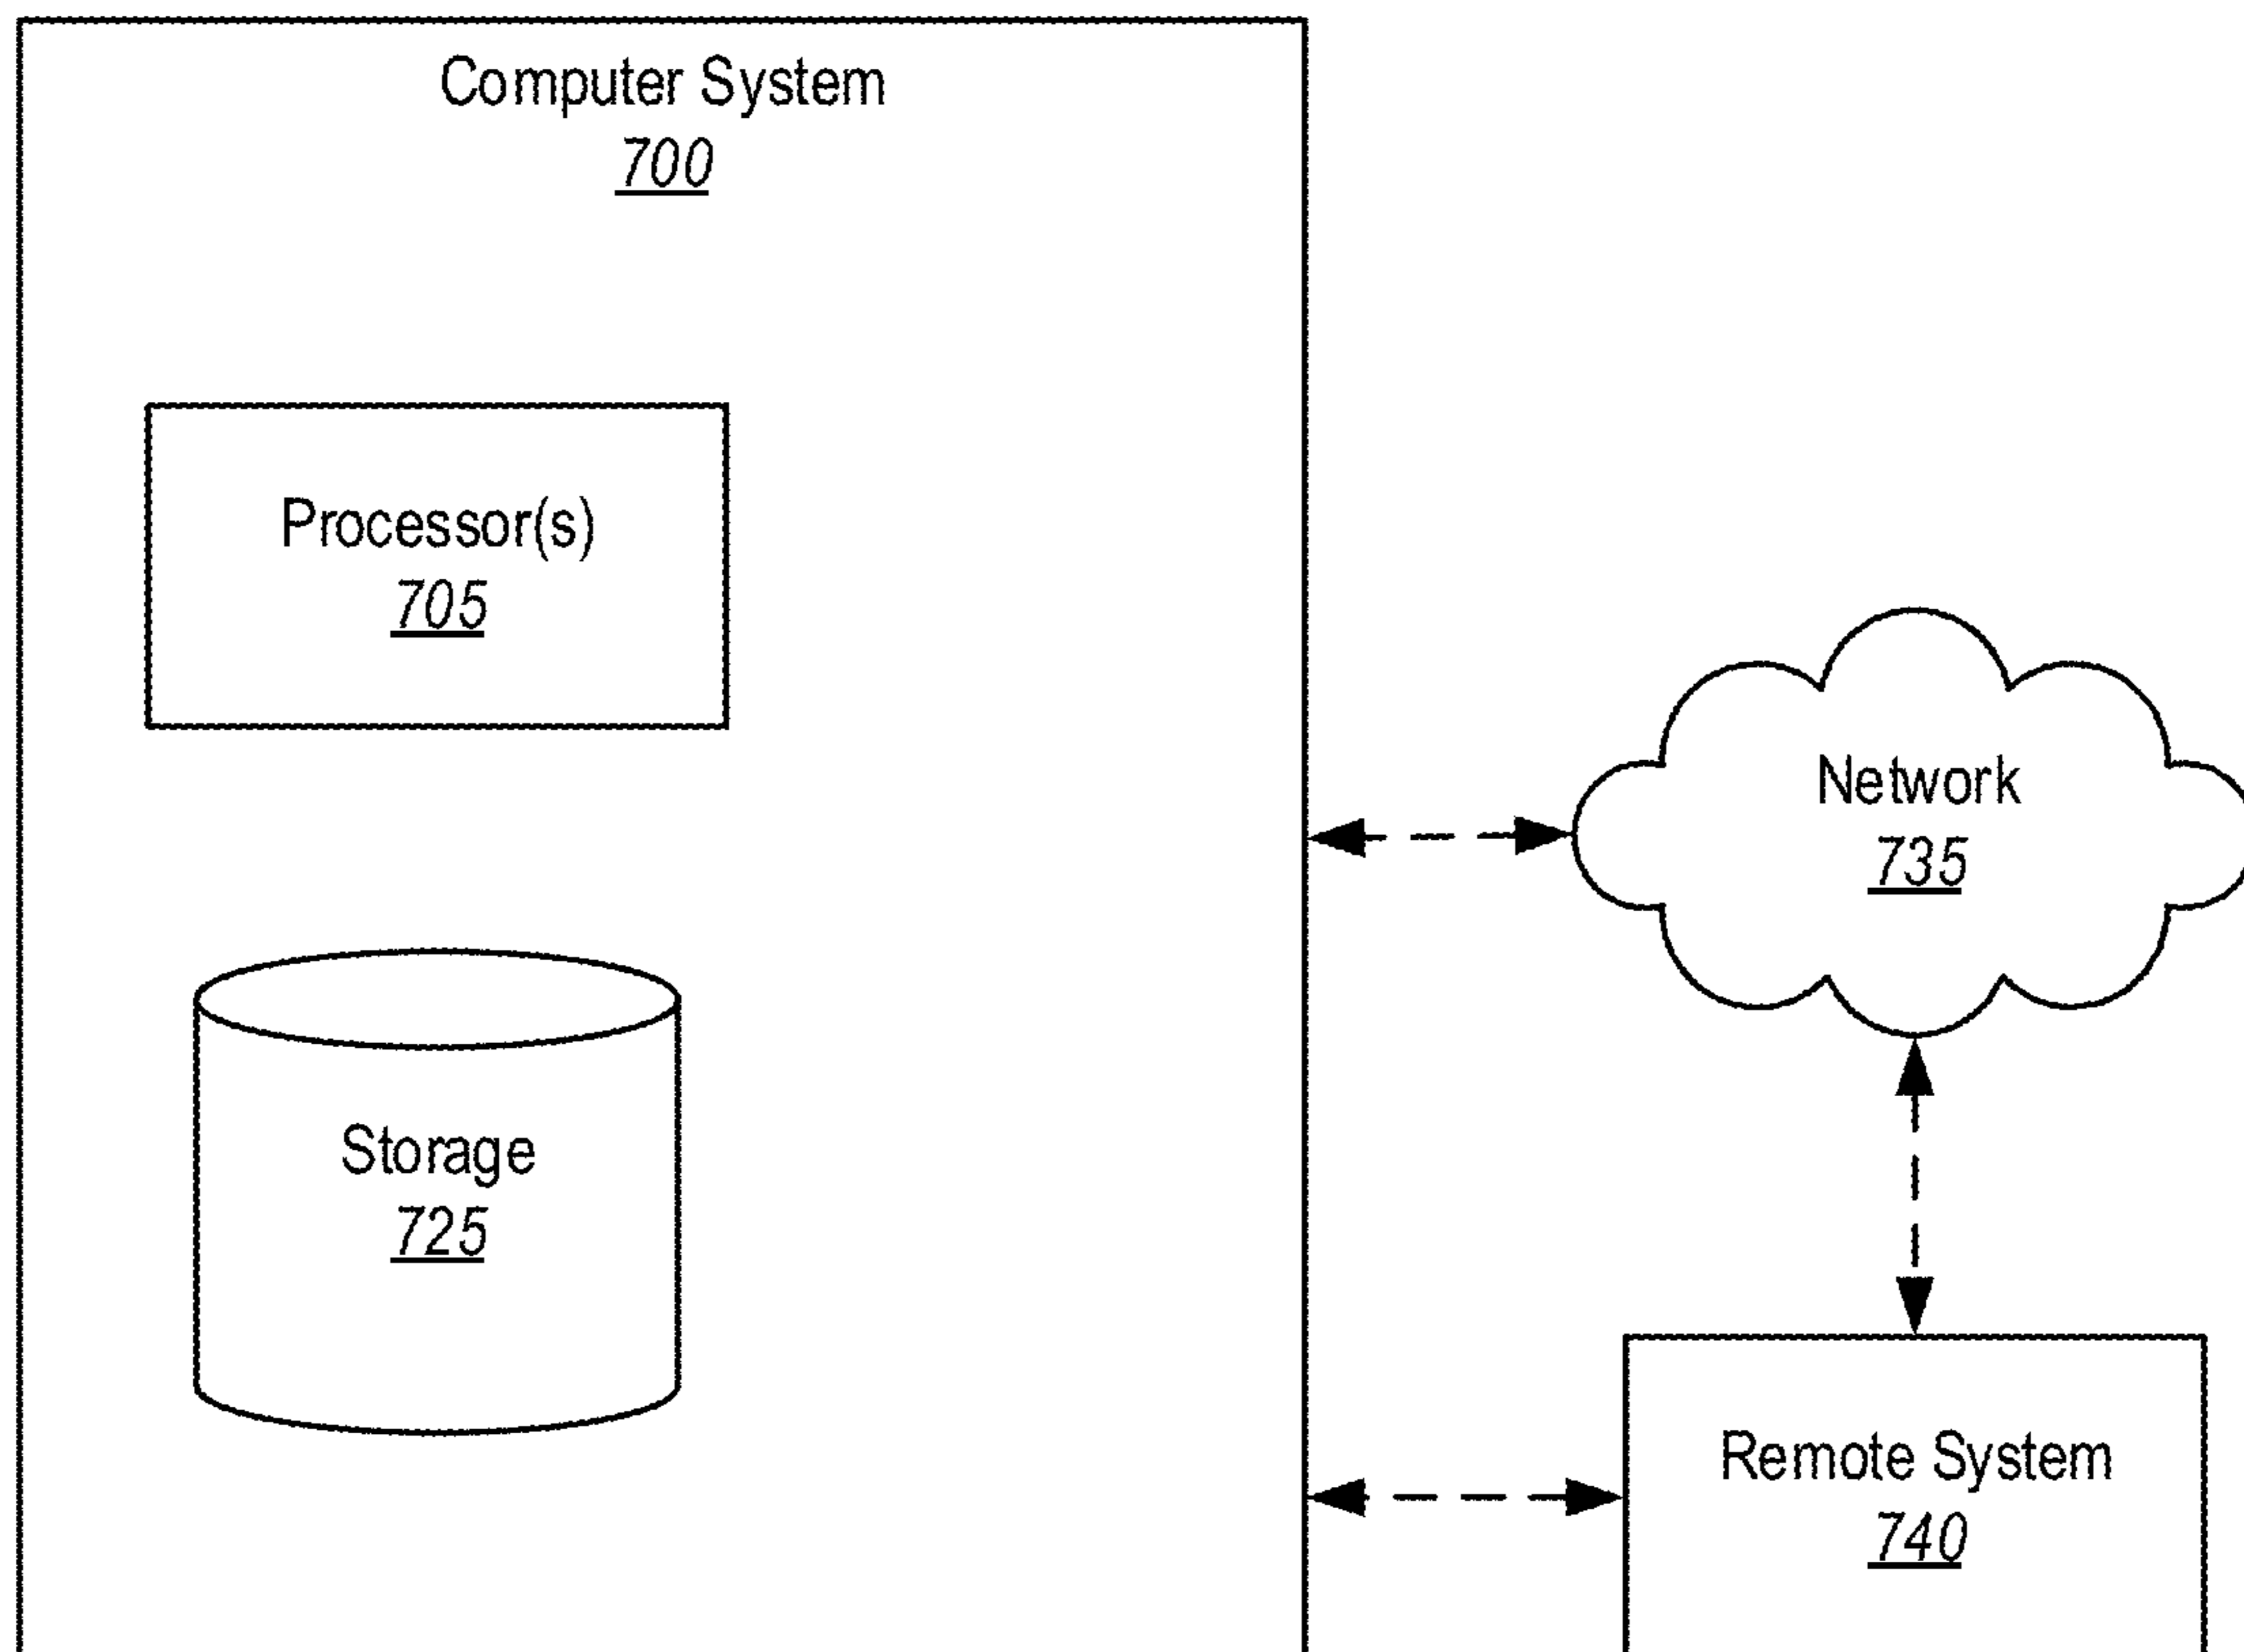 Computer System
700
Processor(s)
705
Network
735
Storage
725
Remote System
740